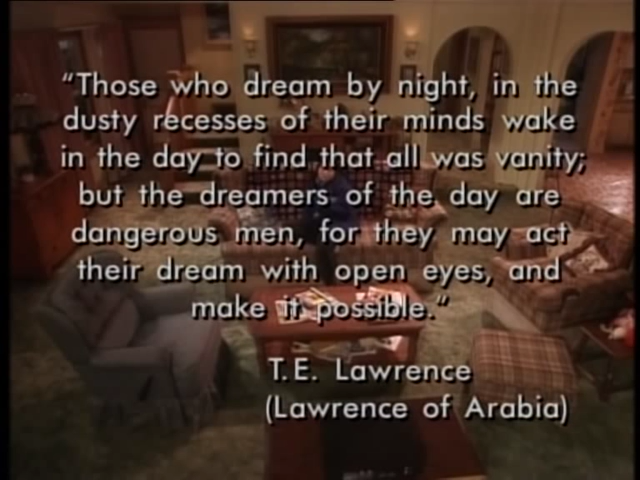 "Those who dream by night, in the
dusty recesses of their minds wake
in the day to find that all was vanity;
but the dreamers of the day are
dangerous men, for they may act
their dream with open eyes, and
make it possible."
T.E. Lawrence
(Lawrence of Arabia)